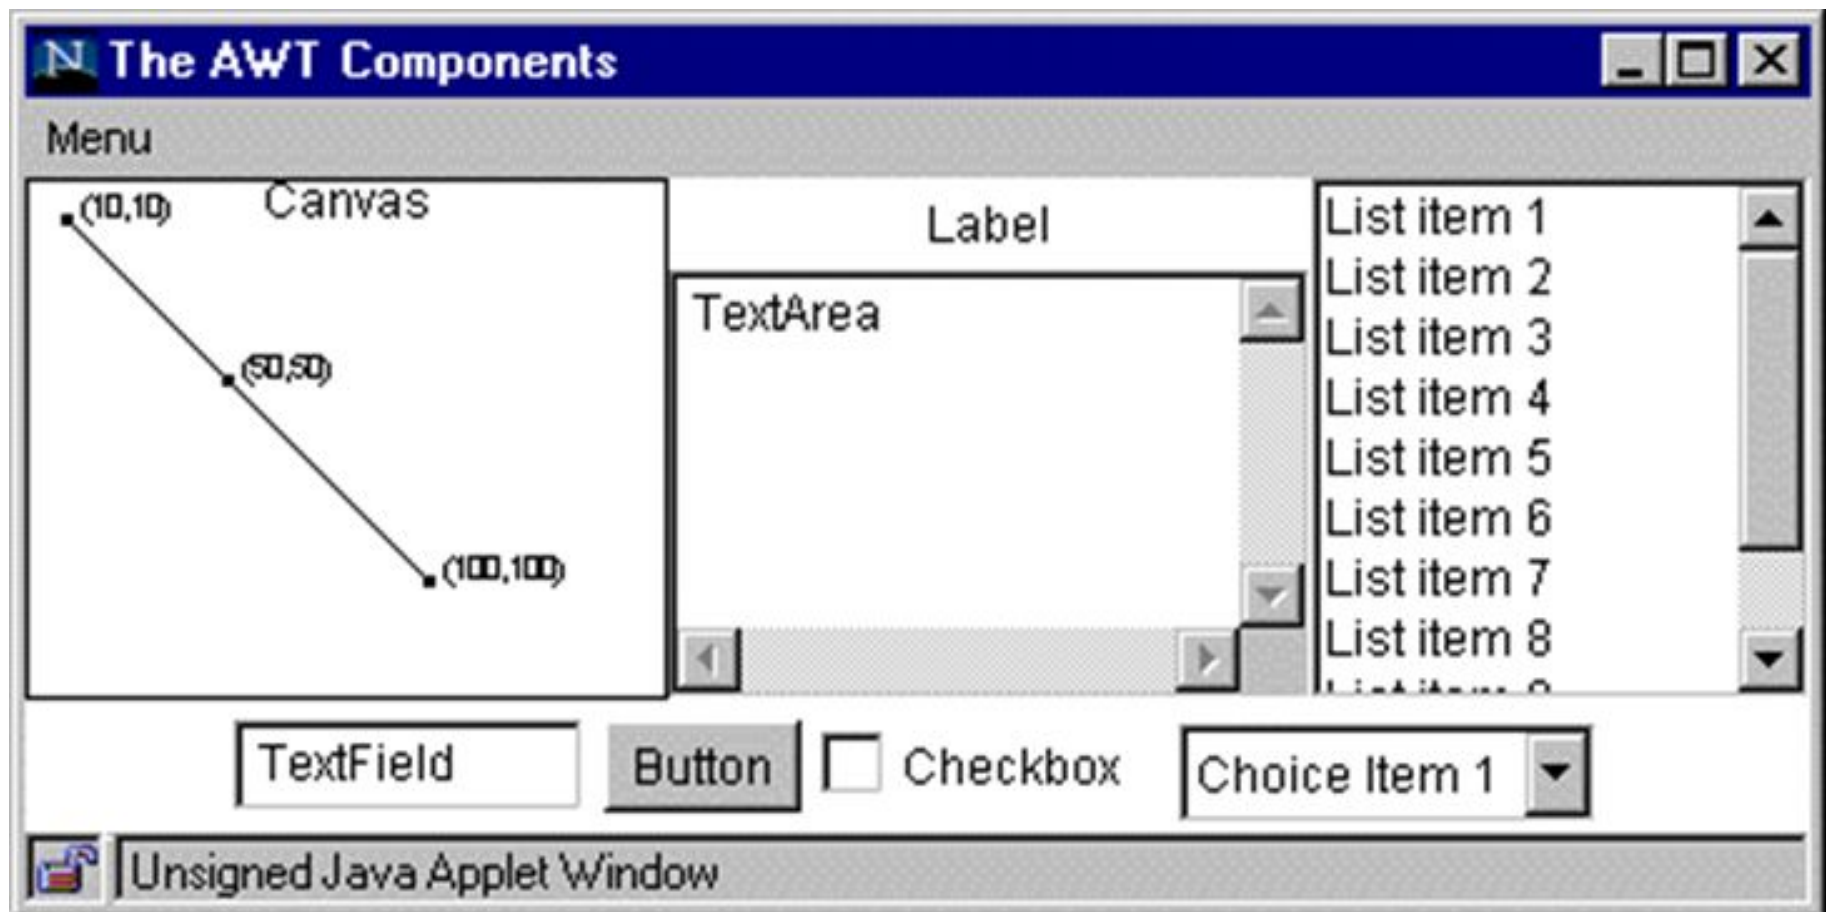 N The AWT Components
Menu
Canvas
(10,10)
(50,50)
(100,100)
Label
TextArea
List item 1
List item 2
List item 3
List item 4
List item 5
List item 6
List item 7
List item 8
TextField
Button
Checkbox
Choice Item 1
Unsigned Java Applet Window